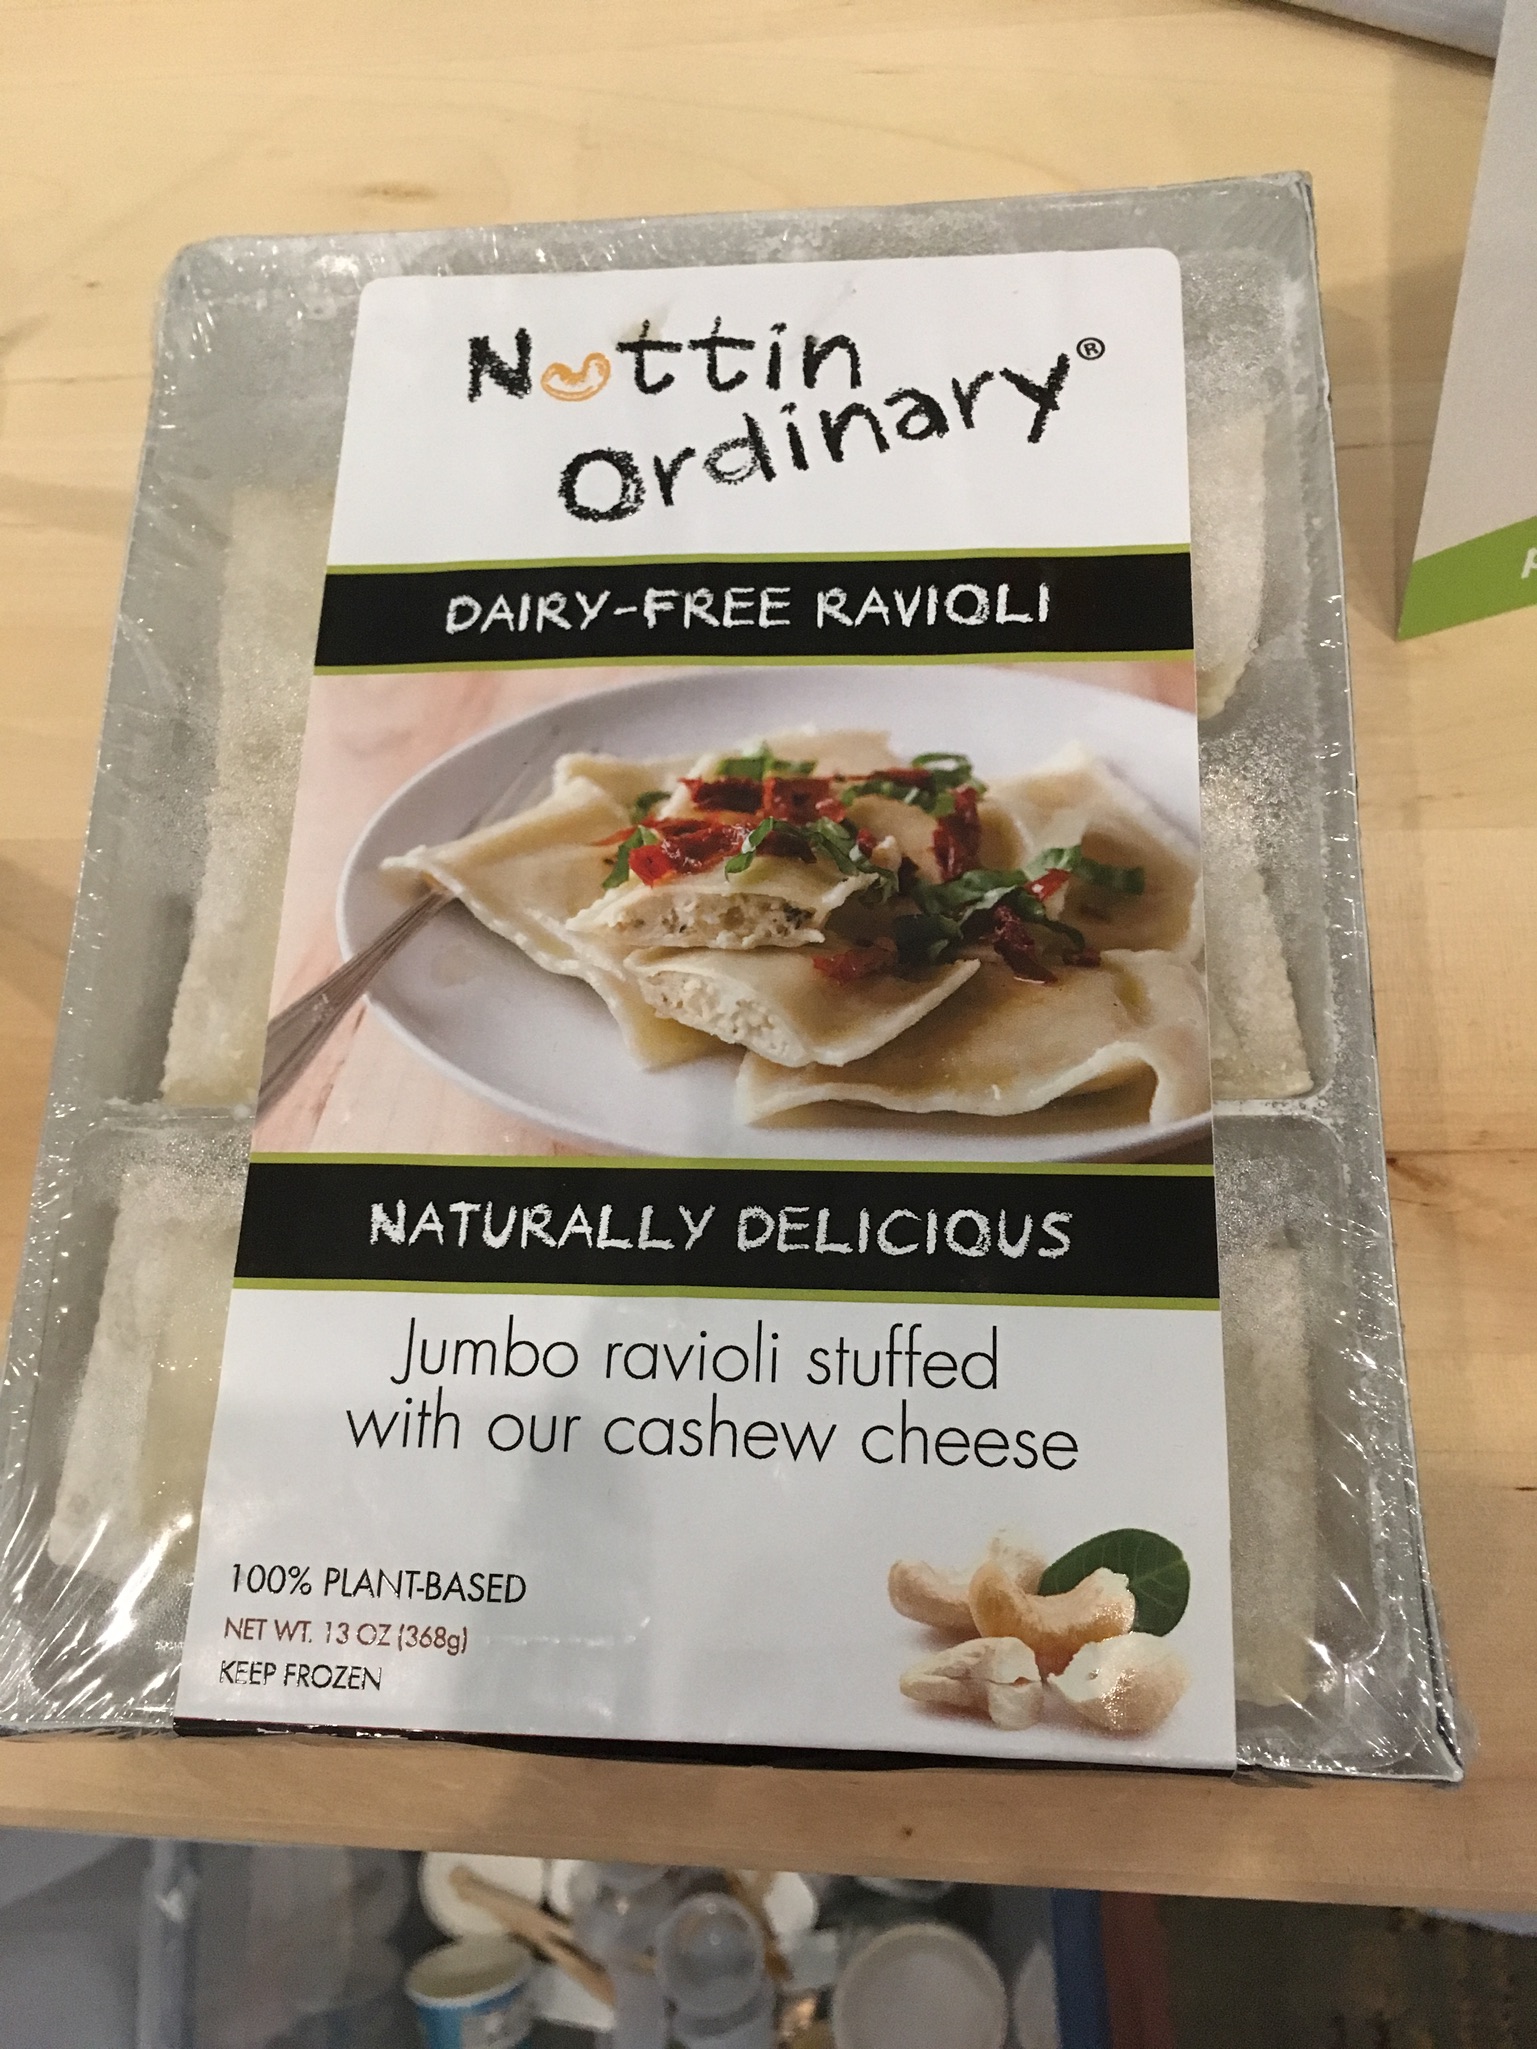 Nuttin
Ordinary®
DAIRY-FREE RAVIOLI
NATURALLY DELICIOUS
Jumbo ravioli stuffed
with our cashew cheese
100% PLANT-BASED
NET WT. 13 OZ (368g)
KEEP FROZEN